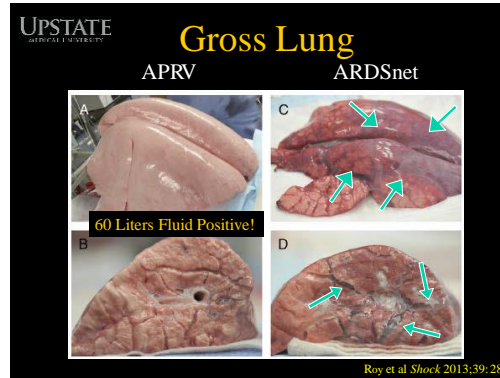 UPSTATE
MEDICAL UNIVERSITY
Gross Lung
APRV
ARDSnet
A
C
60 Liters Fluid Positive!
B
D
Roy et al Shock 2013;39: 28